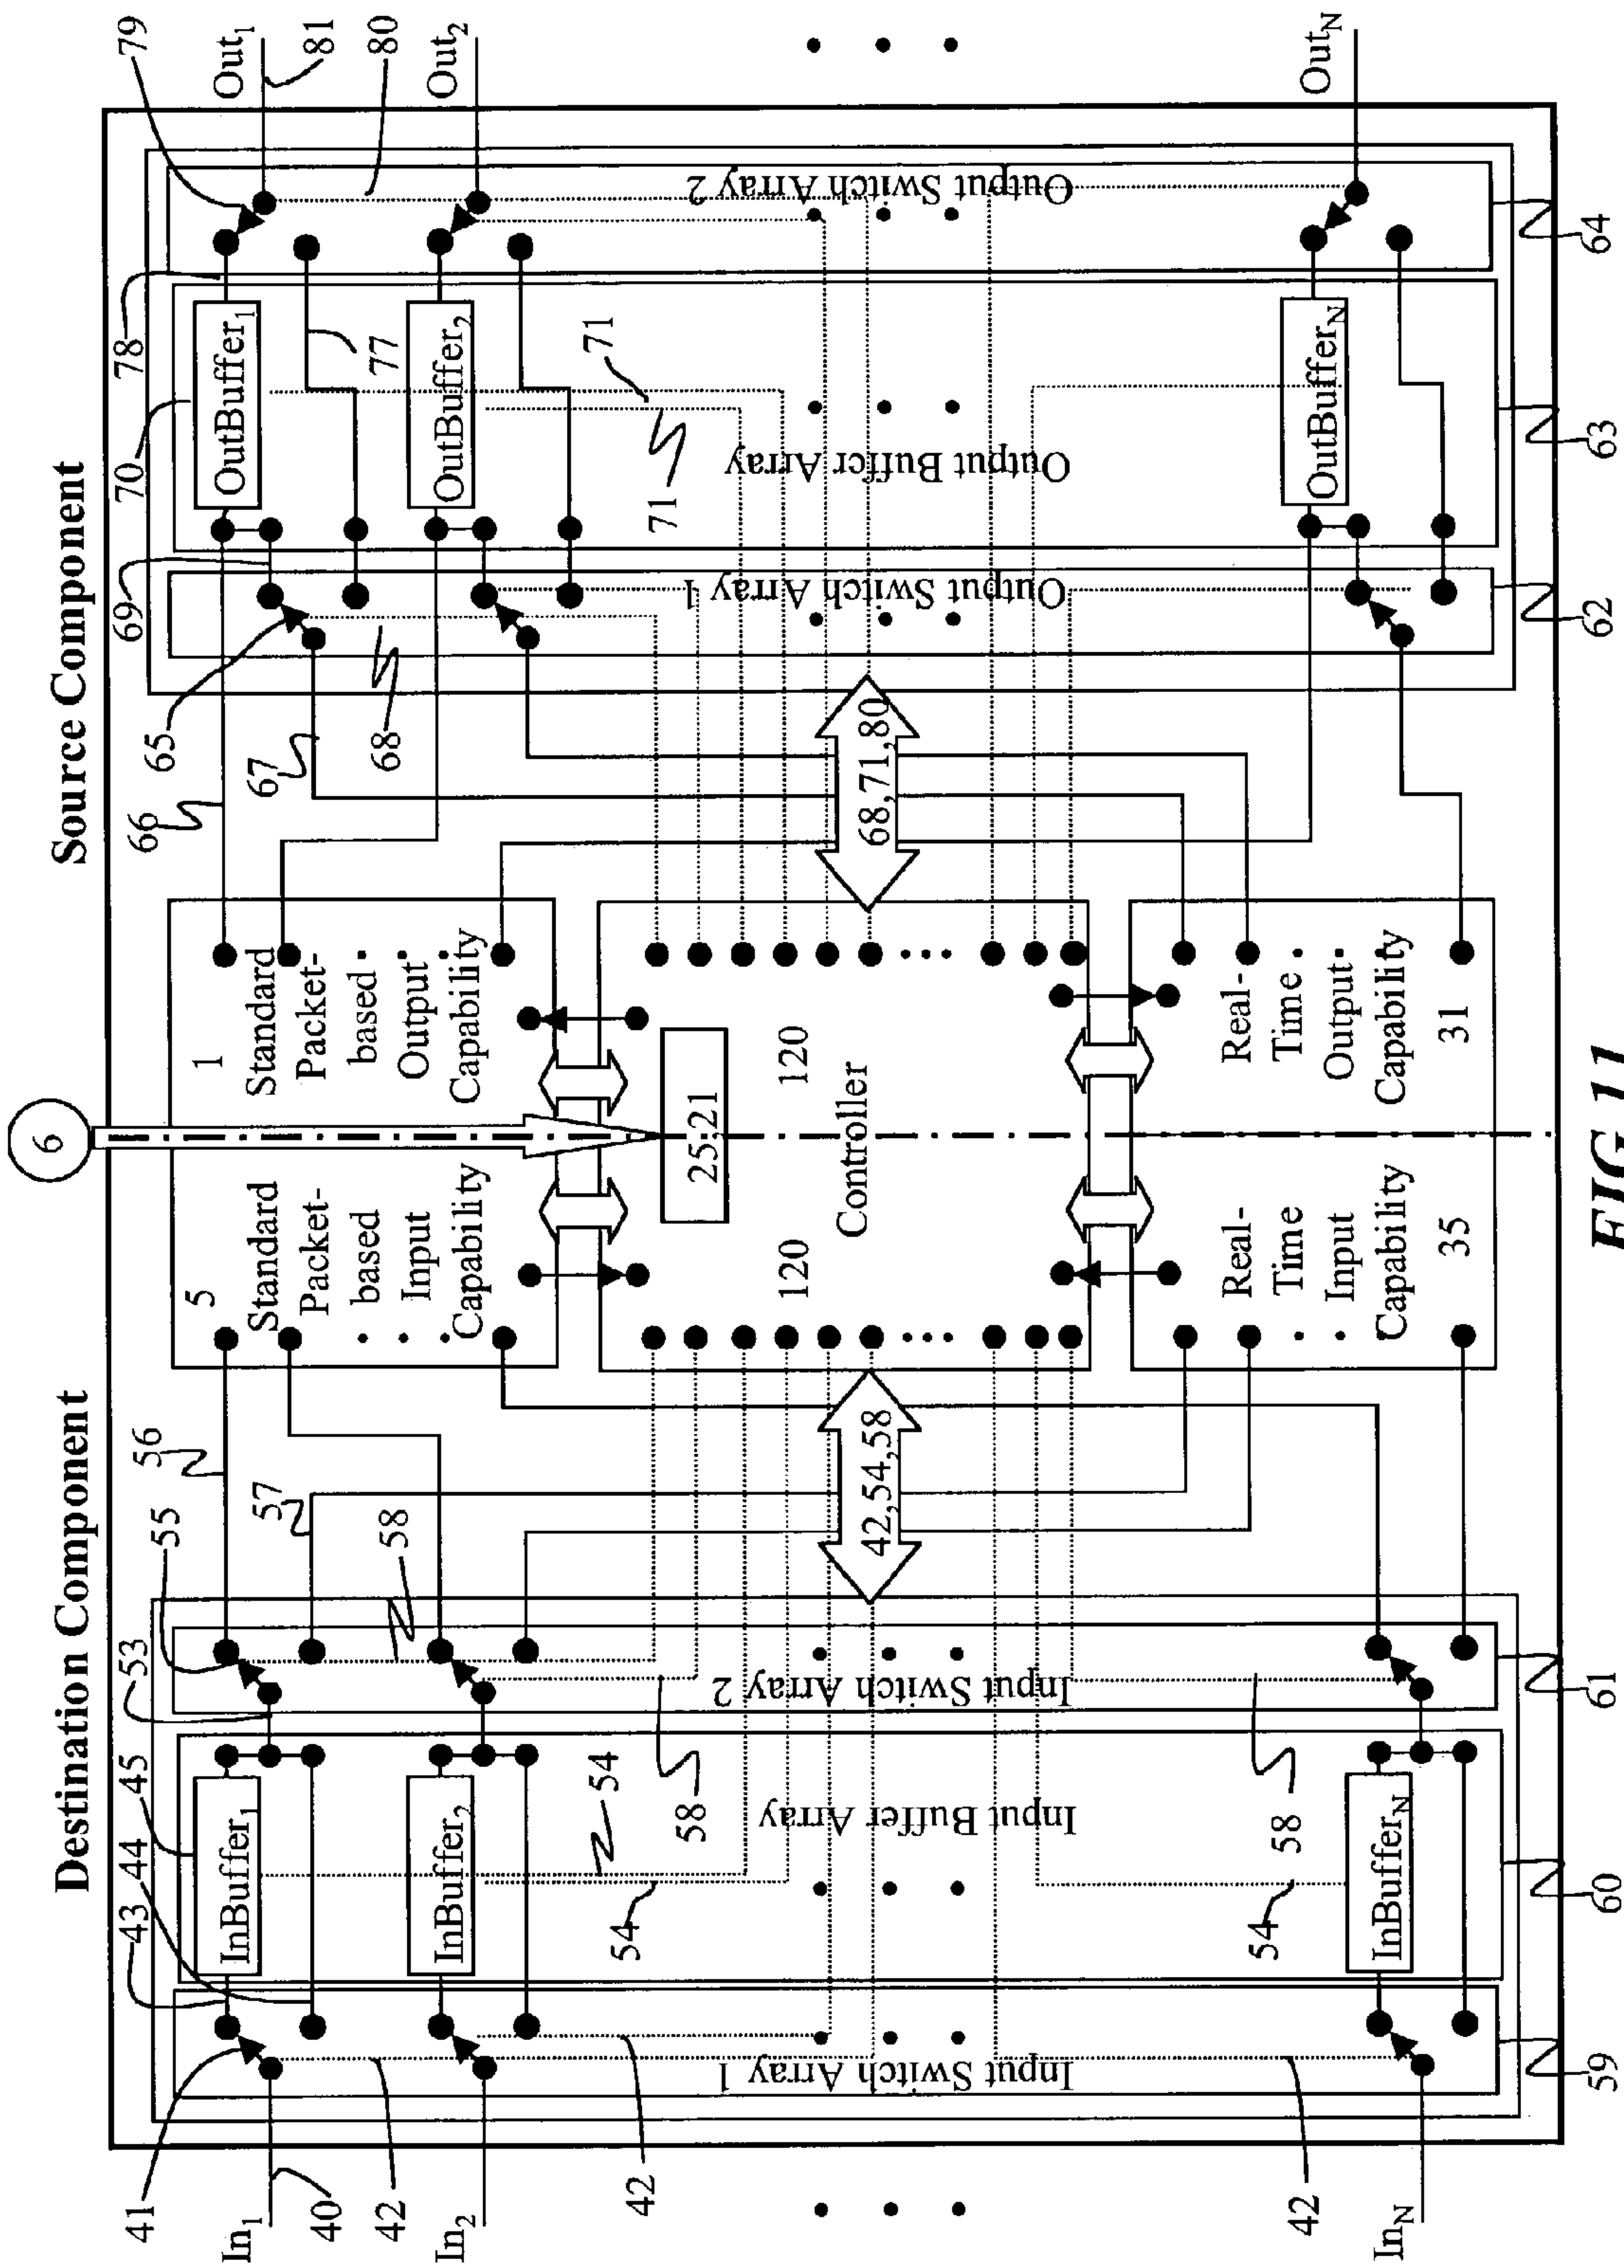 Destination Component
Source Component
6
41
43
44
45
53
55
56
66
65
69
70
78
79
In₁
40
42
InBuffer₁
57
58
5
Standard
Packet-
based
Input
Capability
1
Standard
Packet-
based
Output
Capability
67
68
OutBuffer₁
77
80
81
Out₁
In₂
InBuffer₂
OutBuffer₂
Out₂
42
54
54
58
25,21
71
71
Input Switch Array 1
Input Buffer Array
Input Switch Array 2
42,54,58
120
Controller
120
68,71,80
Output Switch Array 1
Output Buffer Array
Output Switch Array 2
42
54
58
Real-
Time
Input
Capability
35
Real-
Time
Output
Capability
31
In_N
InBuffer_N
OutBuffer_N
Out_N
59
60
61
62
63
64
FIG 11